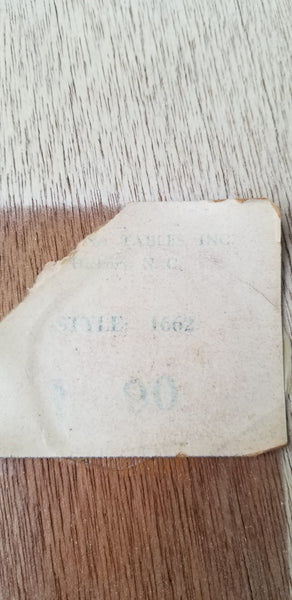 TABLES, INC.
N. C.
STYLE: 1662
90